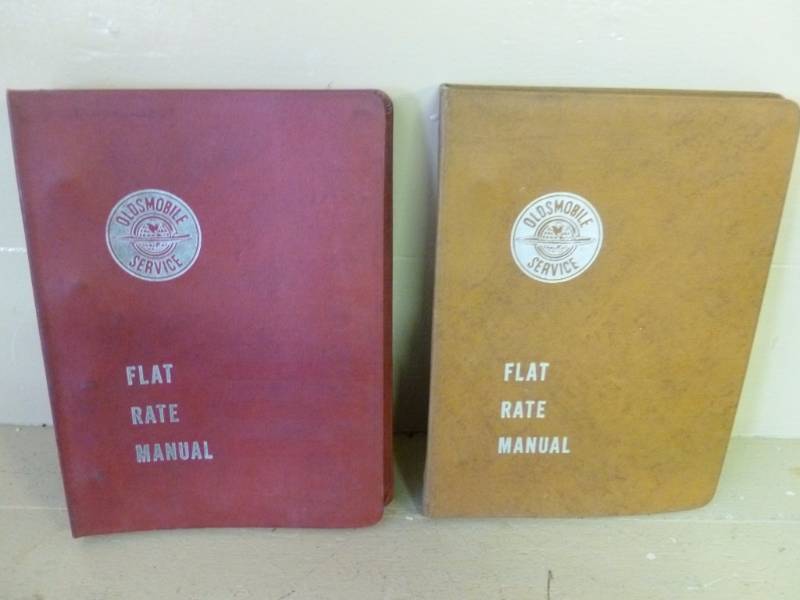 OLDSMOBILE
SERVICE
FLAT
RATE
MANUAL
OLDSMOBILE
SERVICE
FLAT
RATE
MANUAL